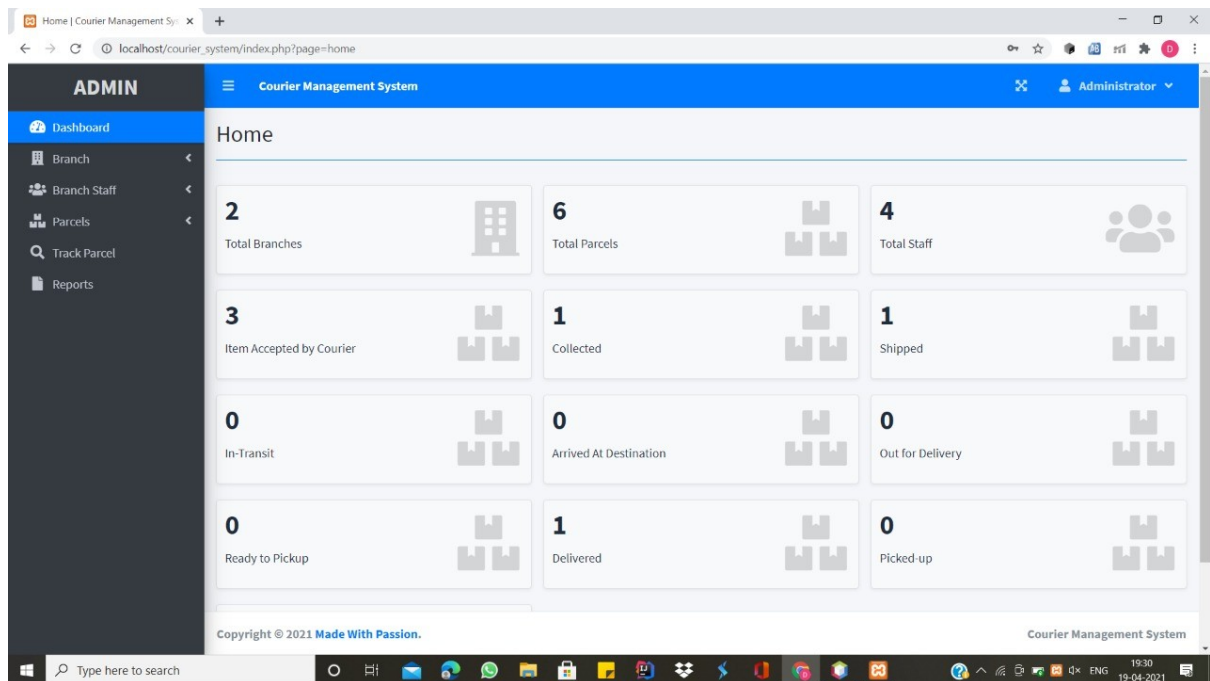 Home | Courier Management Sys
localhost/courier_system/index.php?page=home
D
ADMIN
Courier Management System
Administrator
Dashboard
Home
Branch
Branch Staff
Parcels
Track Parcel
Reports
2
Total Branches
6
Total Parcels
4
Total Staff
3
Item Accepted by Courier
1
Collected
1
Shipped
0
In-Transit
0
Arrived At Destination
0
Out for Delivery
0
Ready to Pickup
1
Delivered
0
Picked-up
Copyright © 2021 Made With Passion.
Courier Management System
Type here to search
ENG
19:30
19-04-2021